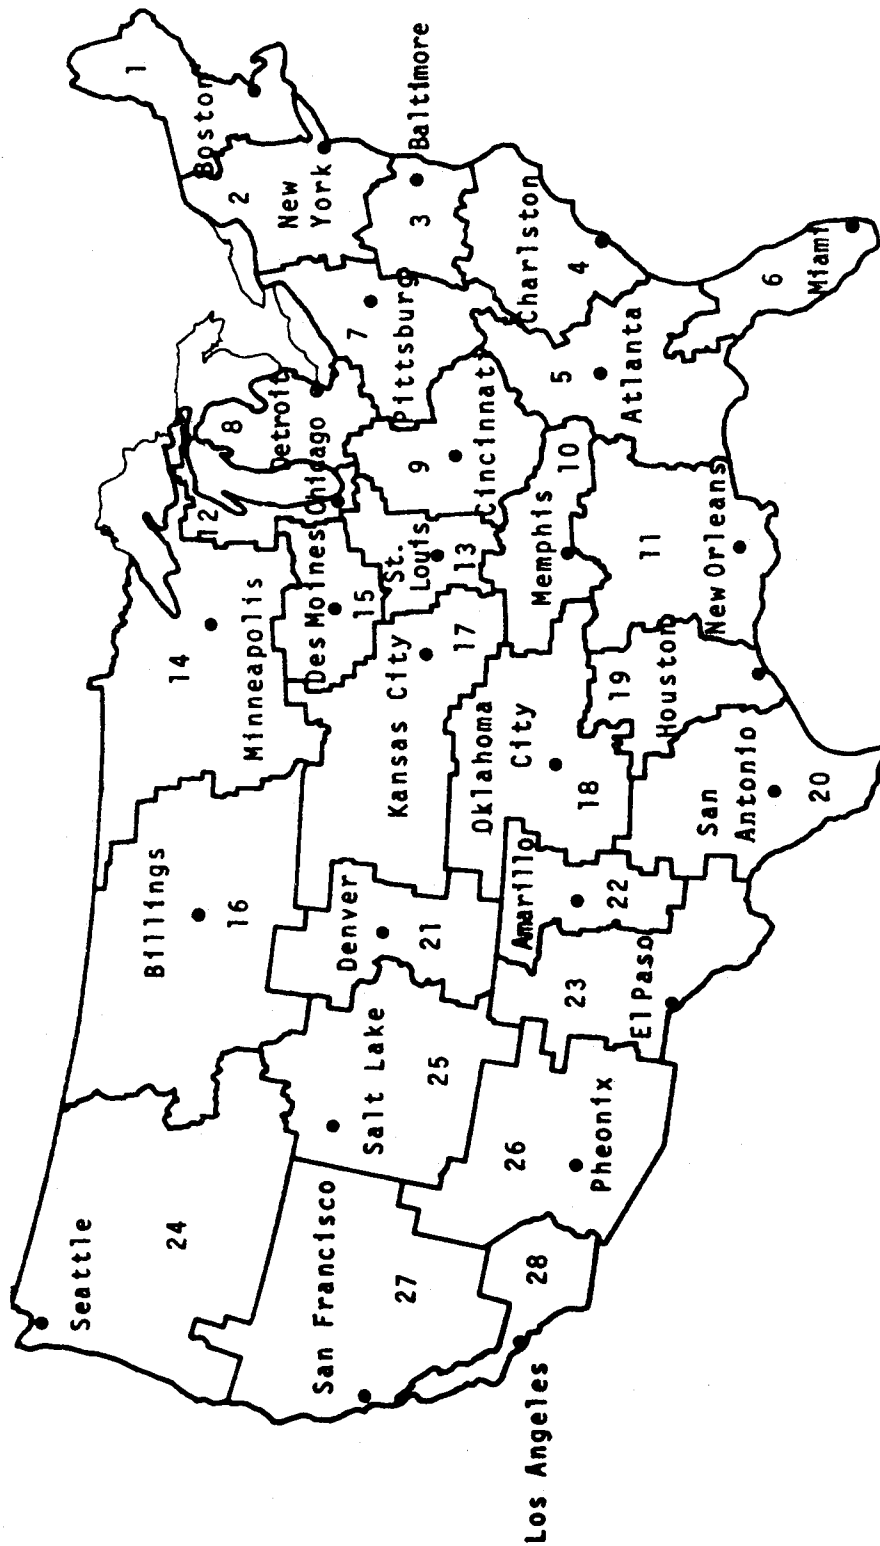 1
Boston
2
New
York
Baltimore
3
Charlston
4
5
Atlanta
6
Miami
7
Pittsburg
8
Detroit
9
Cincinnati
10
Memphis
11
New Orleans
12
Chicago
St.
Louis
13
14
Minneapolis
Des Moines
15
Billings
16
Kansas City
17
Oklahoma
City
18
19
Houston
San
Antonio
20
Denver
21
Amarillo
22
23
El Paso
Seattle
24
Salt Lake
25
26
Pheonix
San Francisco
27
28
Los Angeles